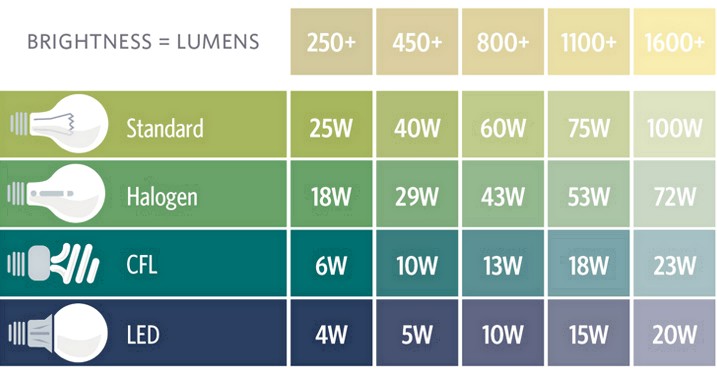 BRIGHTNESS = LUMENS 250+ 450+ 800+ 1100+ 1600+
Standard 25W 40W 60W 75W 100W
Halogen 18W 29W 43W 53W 72W
CFL 6W 10W 13W 18W 23W
LED 4W 5W 10W 15W 20W